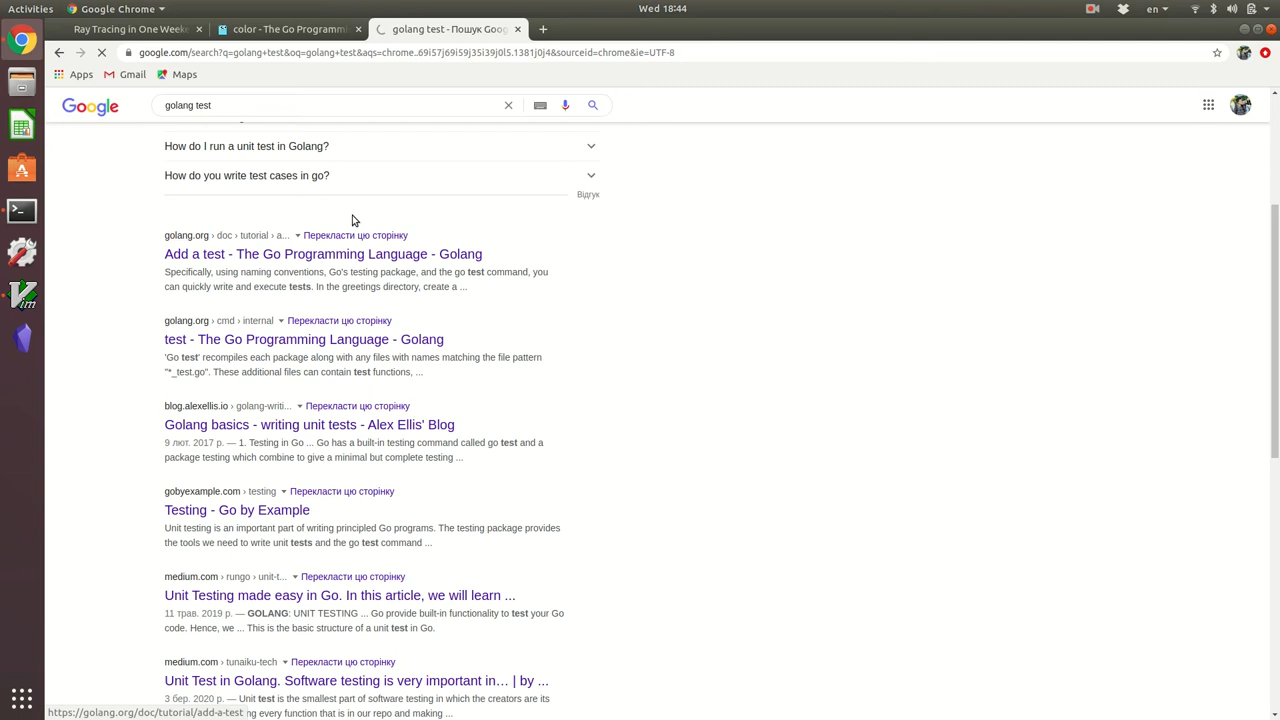 Activities
Google Chrome
Wed 18:44
en
Ray Tracing in One Weeke
color - The Go Programmi
golang test - Пошук Goog
google.com/search?q=golang+test&oq=golang+test&aqs=chrome..69i57j69i59j35i39j0l5.1381j0j4&sourceid=chrome&ie=UTF-8
Apps
Gmail
Maps
Google
golang test
How do I run a unit test in Golang?
How do you write test cases in go?
Відгук
golang.org › doc › tutorial › a... Перекласти цю сторінку
Add a test - The Go Programming Language - Golang
Specifically, using naming conventions, Go's testing package, and the go test command, you
can quickly write and execute tests. In the greetings directory, create a ...
golang.org › cmd › internal Перекласти цю сторінку
test - The Go Programming Language - Golang
'Go test' recompiles each package along with any files with names matching the file pattern
"*_test.go". These additional files can contain test functions, ...
blog.alexellis.io › golang-writi... Перекласти цю сторінку
Golang basics - writing unit tests - Alex Ellis' Blog
9 лют. 2017 р. — 1. Testing in Go ... Go has a built-in testing command called go test and a
package testing which combine to give a minimal but complete testing ...
gobyexample.com › testing Перекласти цю сторінку
Testing - Go by Example
Unit testing is an important part of writing principled Go programs. The testing package provides
the tools we need to write unit tests and the go test command ...
medium.com › rungo › unit-t... Перекласти цю сторінку
Unit Testing made easy in Go. In this article, we will learn ...
11 трав. 2019 р. — GOLANG: UNIT TESTING ... Go provide built-in functionality to test your Go
code. Hence, we ... This is the basic structure of a unit test in Go.
medium.com › tunaiku-tech Перекласти цю сторінку
Unit Test in Golang. Software testing is very important in… | by ...
3 бер. 2020 р. — Unit test is the smallest part of software testing in which the creators are its
https://golang.org/doc/tutorial/add-a-test
ng every function that is in our repo and making ...